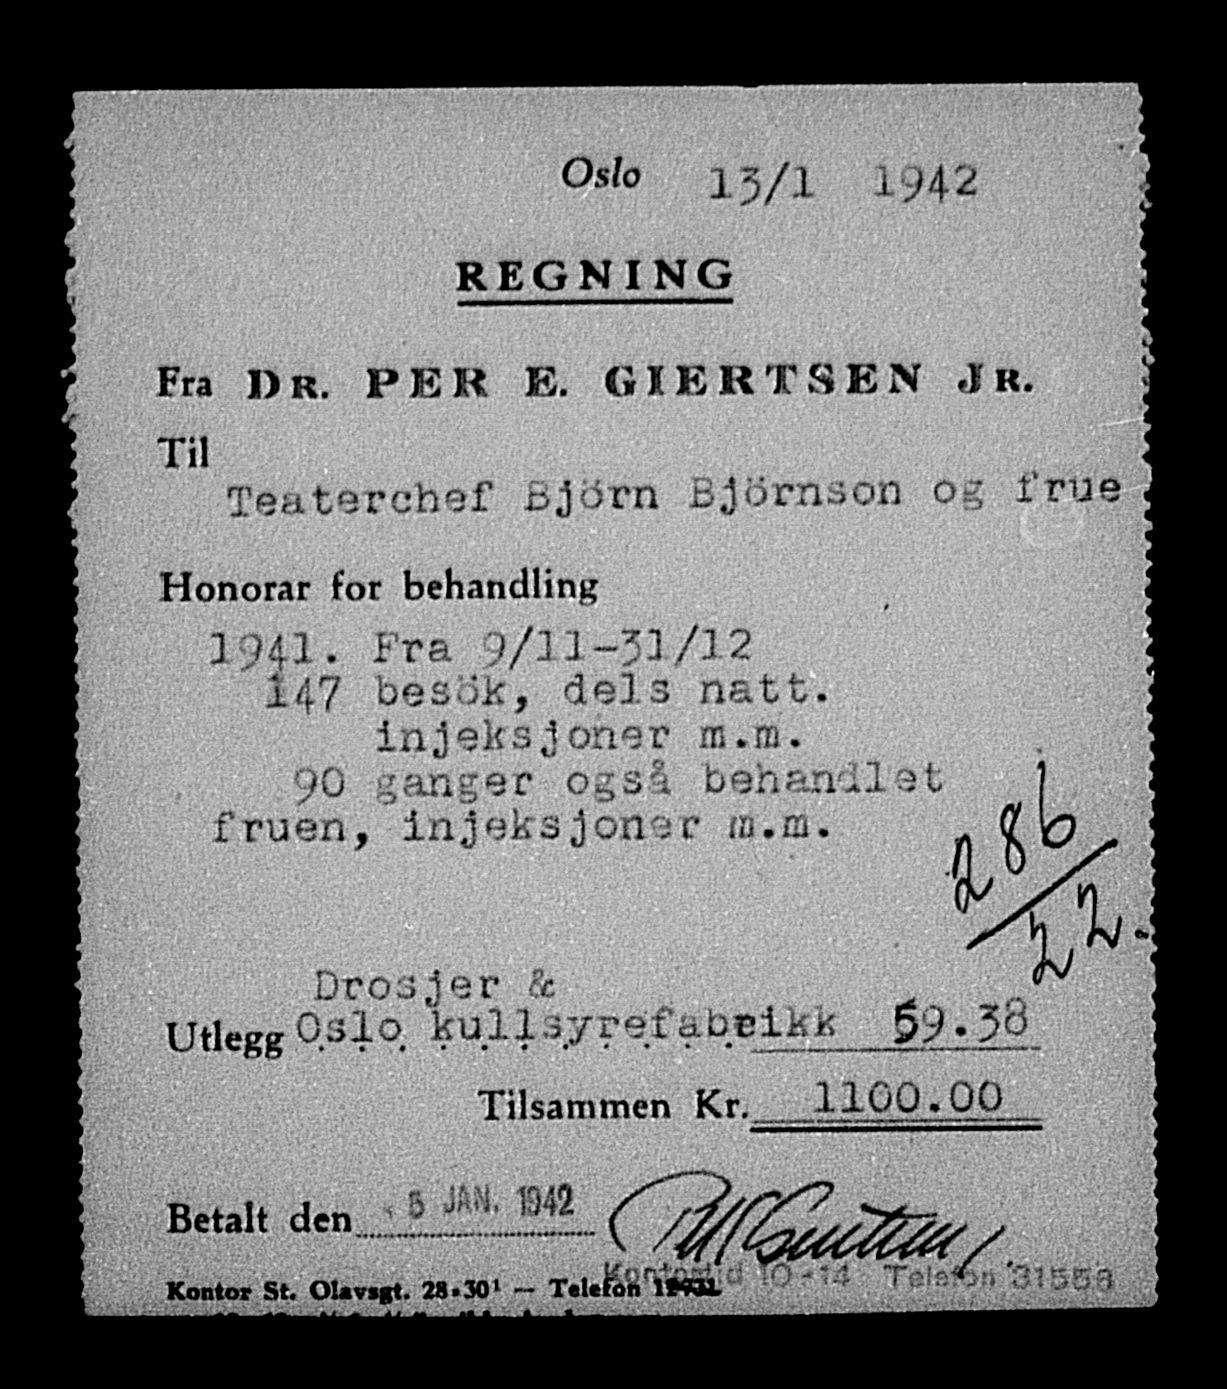 Oslo 13/1 1942
REGNING
Fra DR. PER E. GIERTSEN JR.
Til
Teaterchef Björn Björnson og frue
Honorar for behandling
1941. Fra 9/11-31/12
147 besök, dels natt.
injeksjoner m.m.
90 ganger også behandlet
fruen, injeksjoner m.m.
286/22.
Drosjer &
Utlegg Oslo kullsyrefabrikk 59.38
Tilsammen Kr. 1100.00
Betalt den 5 JAN. 1942
Kontortid 10-14 Telefon 31558
Kontor St. Olavsgt. 28-30¹ — Telefon